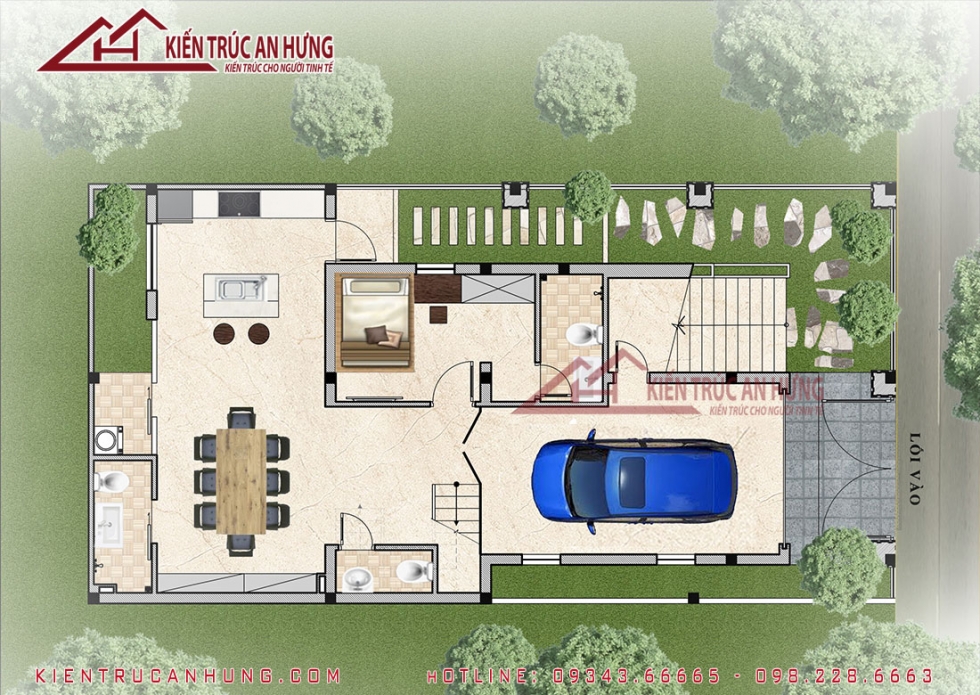 KIẾN TRÚC AN HƯNG
KIẾN TRÚC CHO NGƯỜI TINH TẾ
KIẾN TRÚC AN HƯNG
KIẾN TRÚC CHO NGƯỜI TINH TẾ
LỐI VÀO
KIENTRUCANHUNG.COM
HOTLINE: 09343.66665 - 098.228.6663